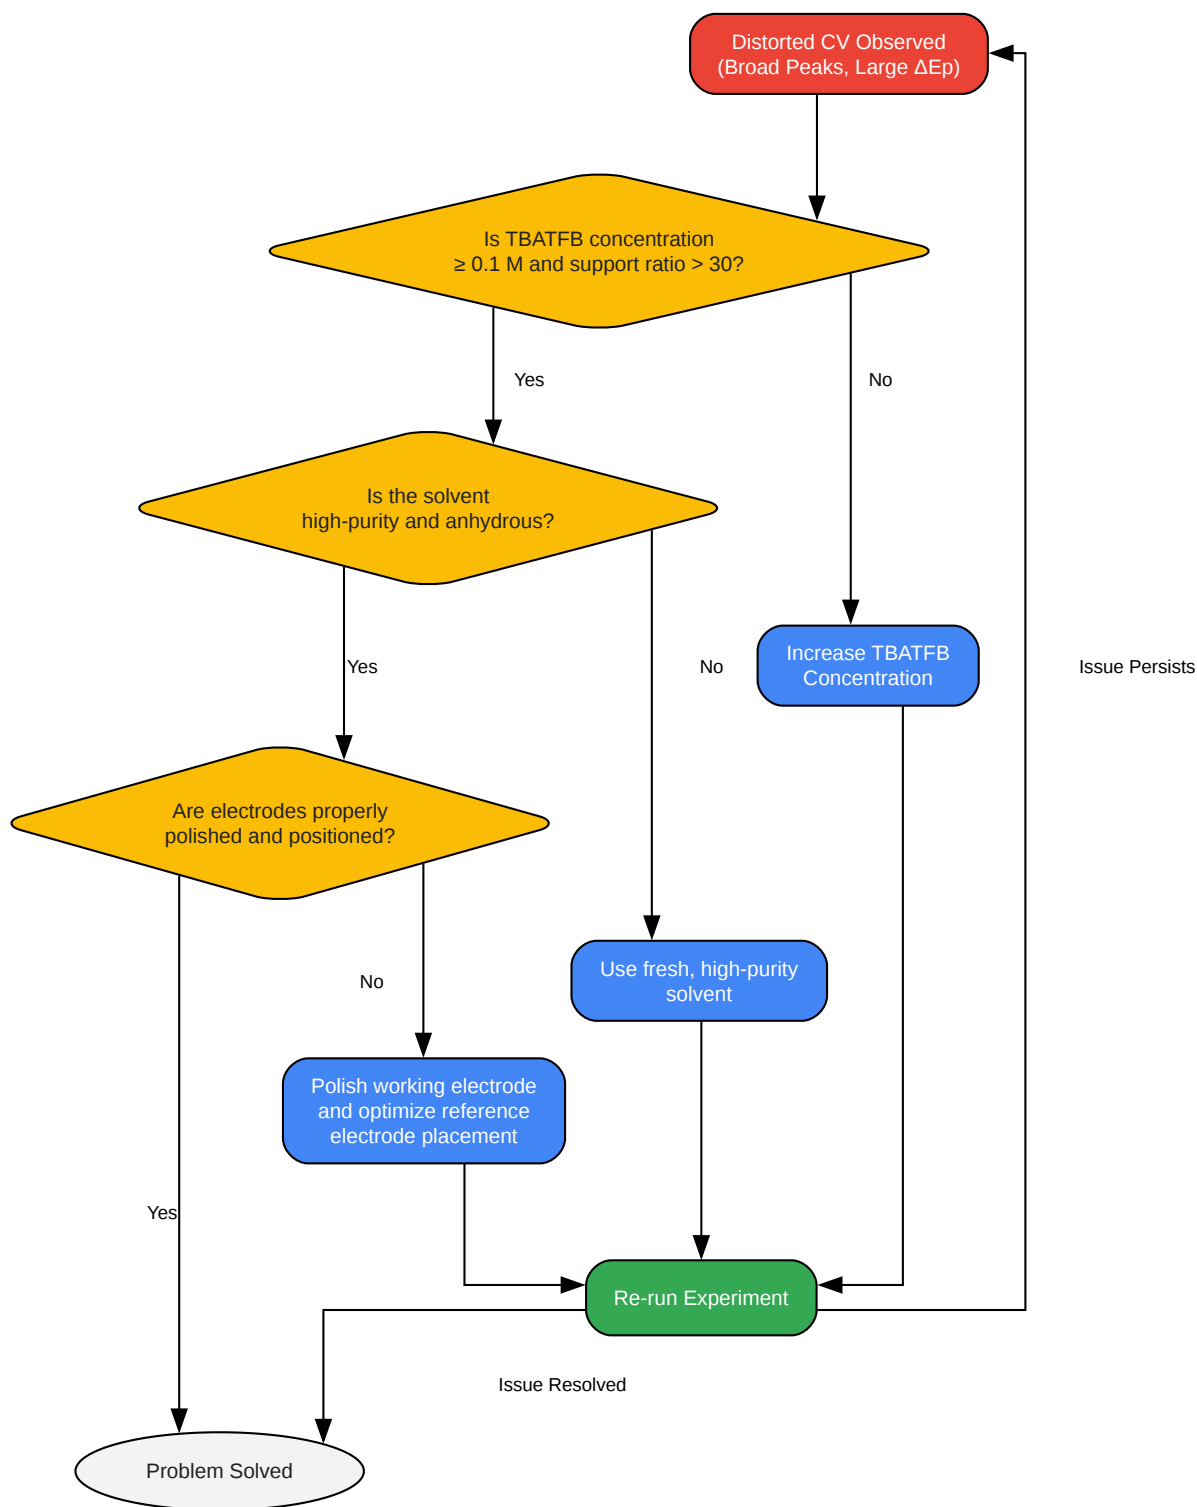 Distorted CV Observed
(Broad Peaks, Large ΔEp)
Is TBATFB concentration
≥ 0.1 M and support ratio > 30?
Yes
No
Is the solvent
high-purity and anhydrous?
Yes
No
Increase TBATFB
Concentration
Issue Persists
Are electrodes properly
polished and positioned?
No
Use fresh, high-purity
solvent
Polish working electrode
and optimize reference
electrode placement
Yes
Re-run Experiment
Issue Resolved
Problem Solved